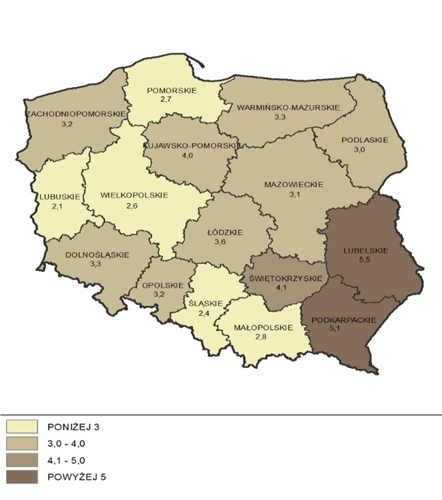 POMORSKIE
2,7
ZACHODNIOPOMORSKIE
3,2
WARMIŃSKO-MAZURSKIE
3,3
KUJAWSKO-POMORSKIE
4,0
PODLASKIE
3,0
LUBUSKIE
2,1
WIELKOPOLSKIE
2,6
MAZOWIECKIE
3,1
ŁÓDZKIE
3,6
LUBELSKIE
5,5
DOLNOŚLĄSKIE
3,3
OPOLSKIE
3,2
ŚLĄSKIE
2,4
ŚWIĘTOKRZYSKIE
4,1
MAŁOPOLSKIE
2,8
PODKARPACKIE
5,1
PONIŻEJ 3
3,0 - 4,0
4,1 - 5,0
POWYŻEJ 5